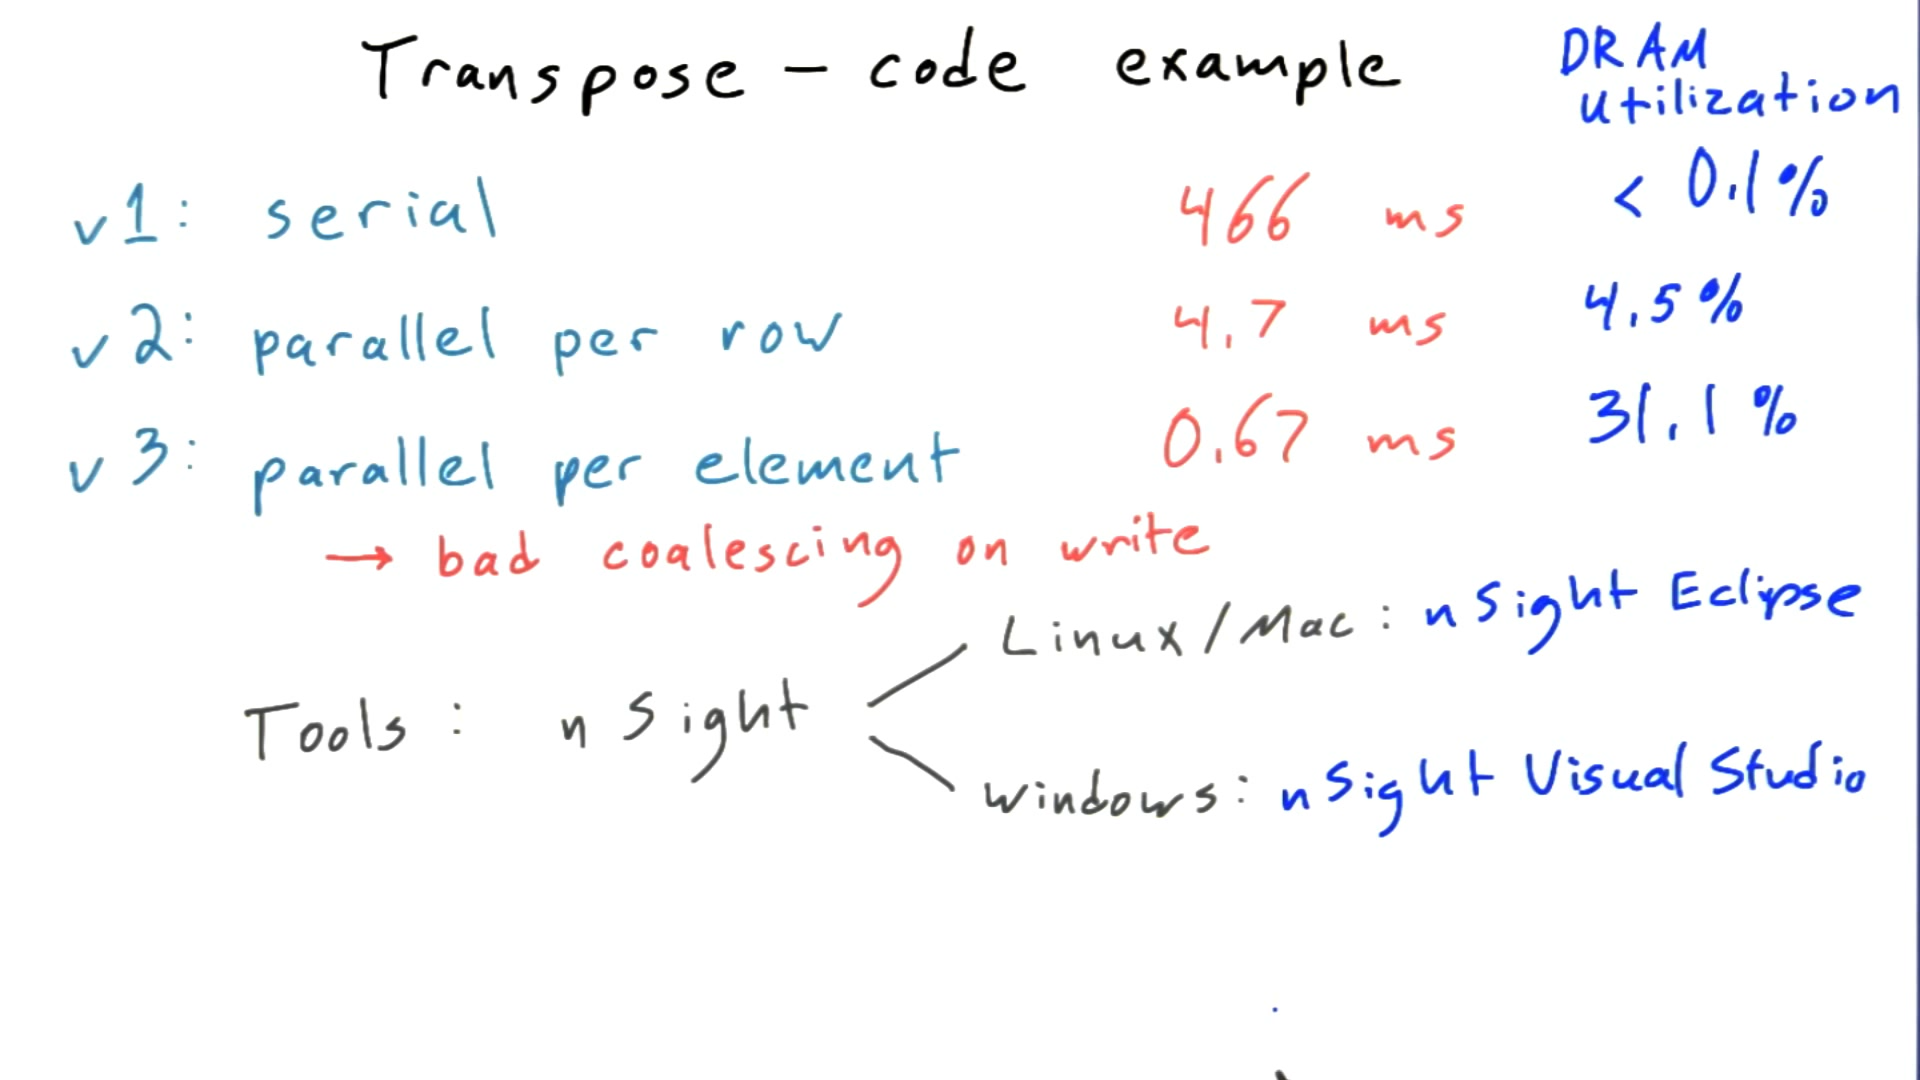 Transpose – code example
DRAM
utilization
v1: serial 466 ms < 0.1%
v2: parallel per row 4.7 ms 4.5%
v3: parallel per element 0.67 ms 31.1%
→ bad coalescing on write
Linux/Mac: nSight Eclipse
Tools: nSight
Windows: nSight Visual Studio